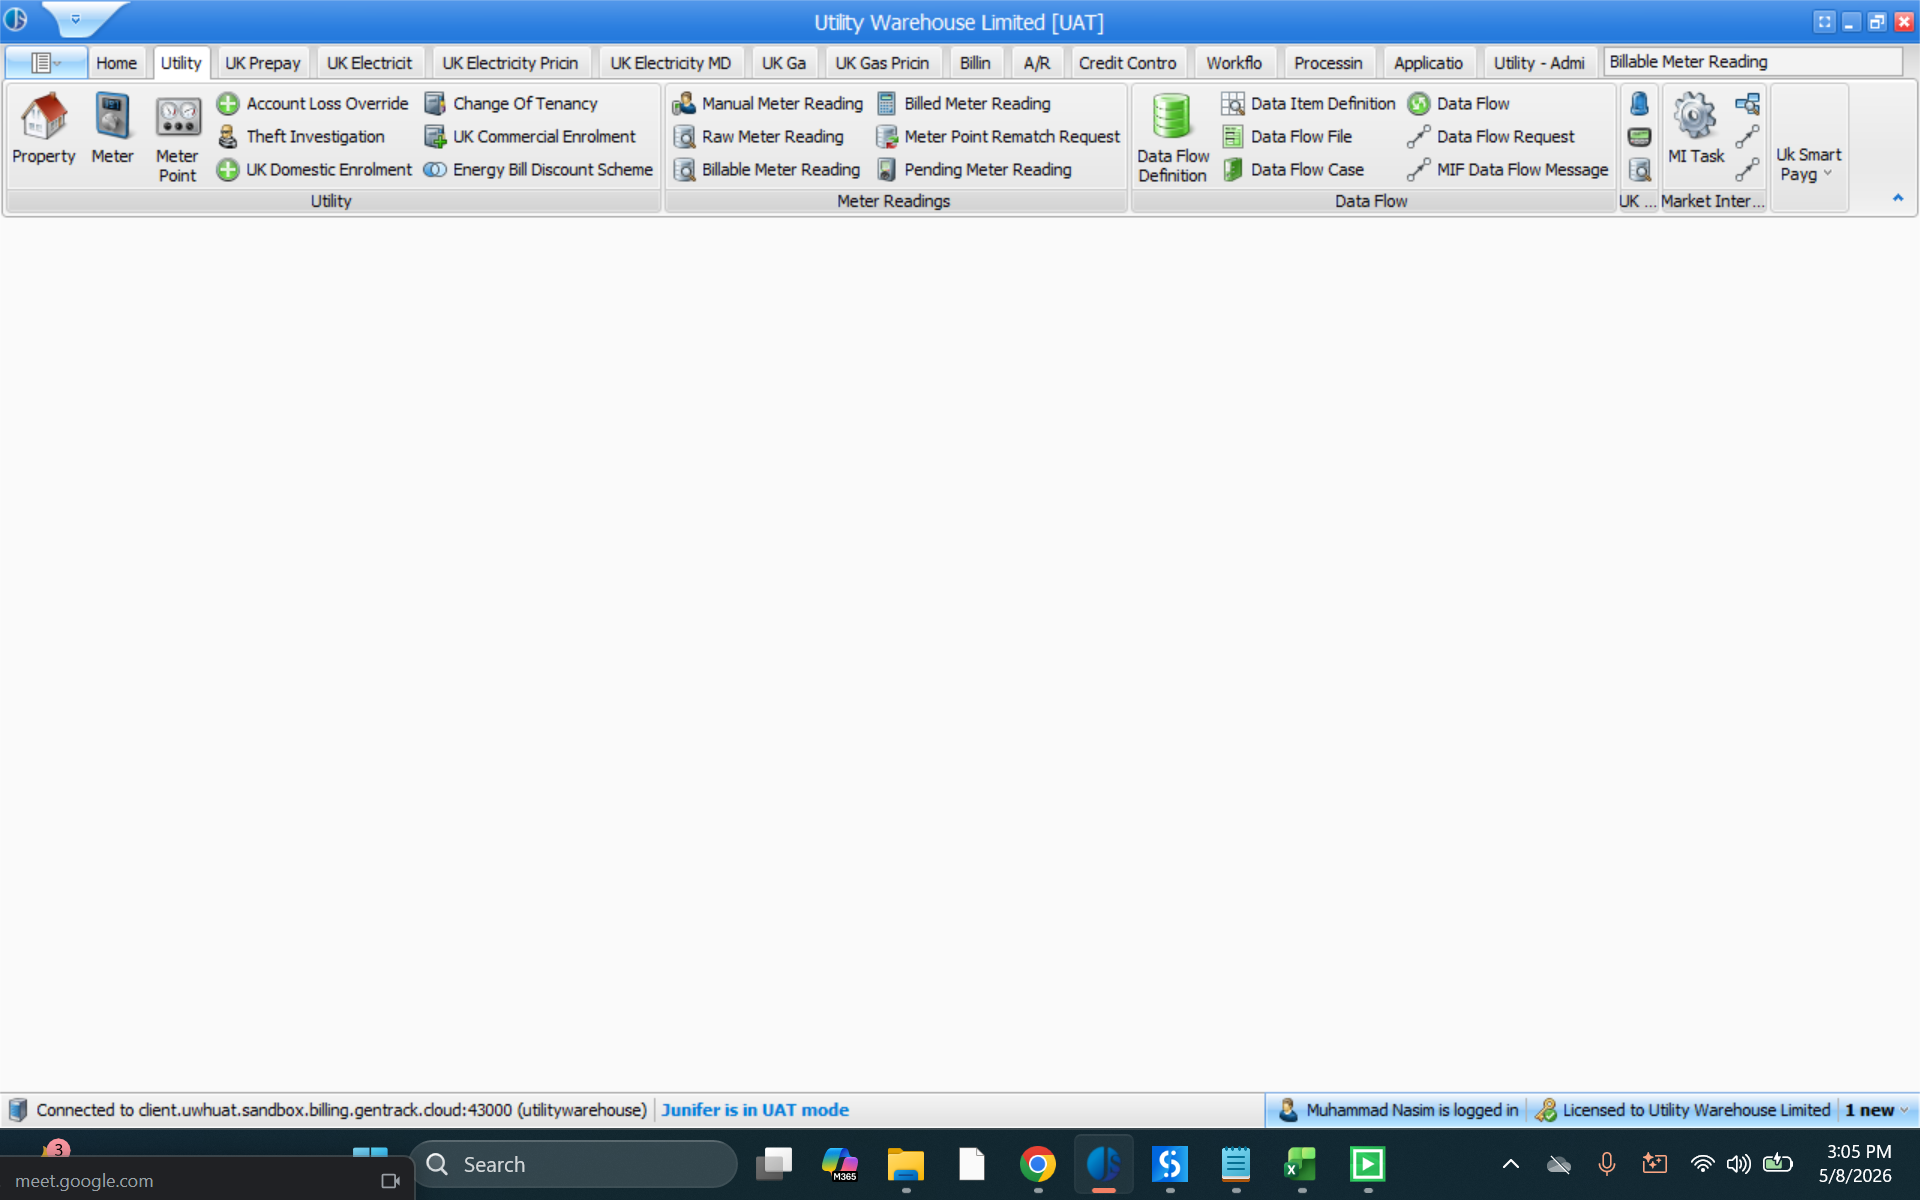 Utility Warehouse Limited [UAT]
Home Utility UK Prepay UK Electricit UK Electricity Pricin UK Electricity MD UK Ga UK Gas Pricin Billin A/R Credit Contro Workflo Processin Applicatio Utility - Admi Billable Meter Reading
Property
Meter
Meter Point
Account Loss Override
Theft Investigation
UK Domestic Enrolment
Change Of Tenancy
UK Commercial Enrolment
Energy Bill Discount Scheme
Utility
Manual Meter Reading
Raw Meter Reading
Billable Meter Reading
Billed Meter Reading
Meter Point Rematch Request
Pending Meter Reading
Meter Readings
Data Flow Definition
Data Item Definition
Data Flow File
Data Flow Case
Data Flow
Data Flow Request
MIF Data Flow Message
Data Flow
UK ...
MI Task
Market Inter...
Uk Smart Payg
Connected to client.uwhuat.sandbox.billing.gentrack.cloud:43000 (utilitywarehouse) Junifer is in UAT mode Muhammad Nasim is logged in Licensed to Utility Warehouse Limited 1 new
3
meet.google.com
Search
M365
3:05 PM
5/8/2026